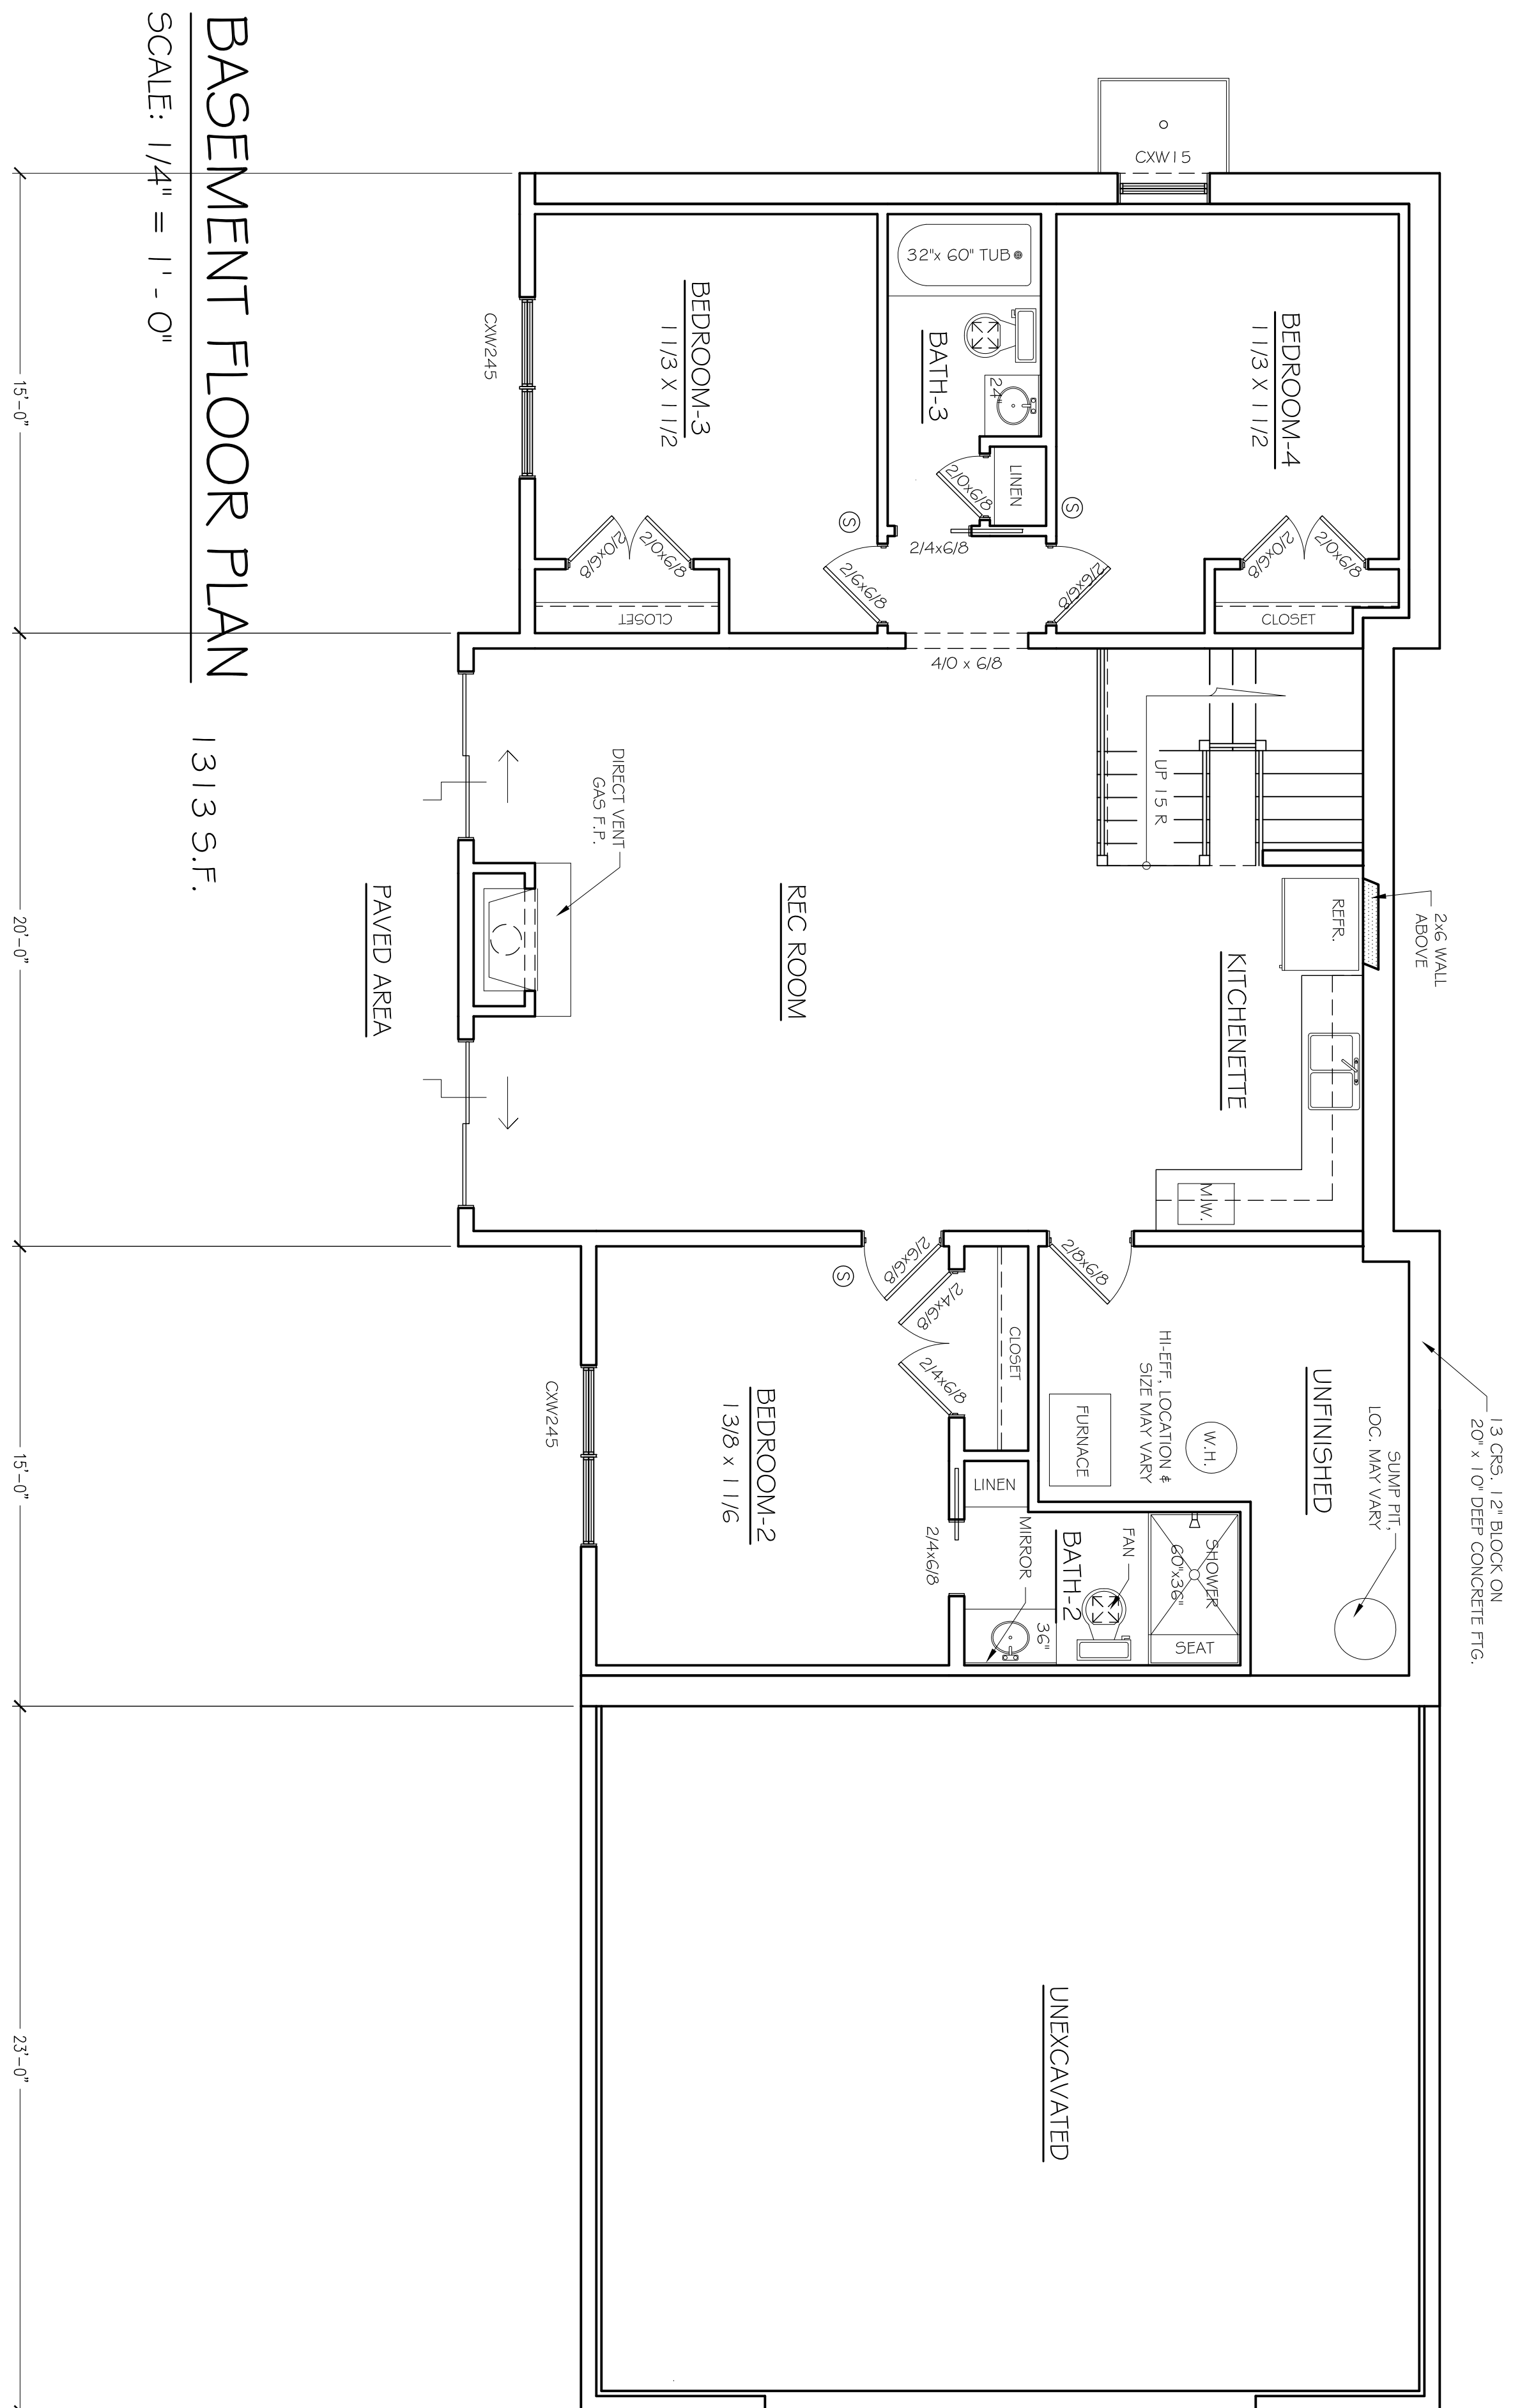 13 CRS. 12" BLOCK ON
20" x 10" DEEP CONCRETE FTG.
2x6 WALL
ABOVE
CXW15
BEDROOM-4
11/3 X 11/2
2/0x6/8
2/0x6/8
CLOSET
REFR.
KITCHENETTE
M.W.
UP 15 R
SUMP PIT,
LOC. MAY VARY
UNFINISHED
W.H.
HI-EFF, LOCATION &
SIZE MAY VARY
FURNACE
2/8x6/8
SHOWER
60"x36"
SEAT
FAN
BATH-2
36"
MIRROR
LINEN
CLOSET
2/4x6/8
2/4x6/8
2/4x6/8
2/6x6/8
S
BEDROOM-2
13/8 x 11/6
CXW245
UNEXCAVATED
S
2/6x6/8
LINEN
2/0x6/8
24"
32"x 60" TUB
BATH-3
2/4x6/8
4/0 x 6/8
S
2/6x6/8
BEDROOM-3
11/3 X 11/2
2/0x6/8
2/0x6/8
CLOSET
CXW245
REC ROOM
DIRECT VENT
GAS F.P.
PAVED AREA
BASEMENT FLOOR PLAN
1313 S.F.
SCALE: 1/4" = 1'-0"
15'-0"
20'-0"
15'-0"
23'-0"